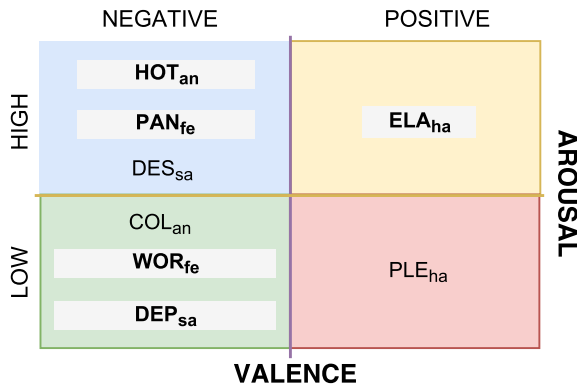 NEGATIVE POSITIVE
HIGH
HOTan
PANfe
DESsa
ELAha
AROUSAL
LOW
COLan
WORfe
DEPsa
PLEha
VALENCE